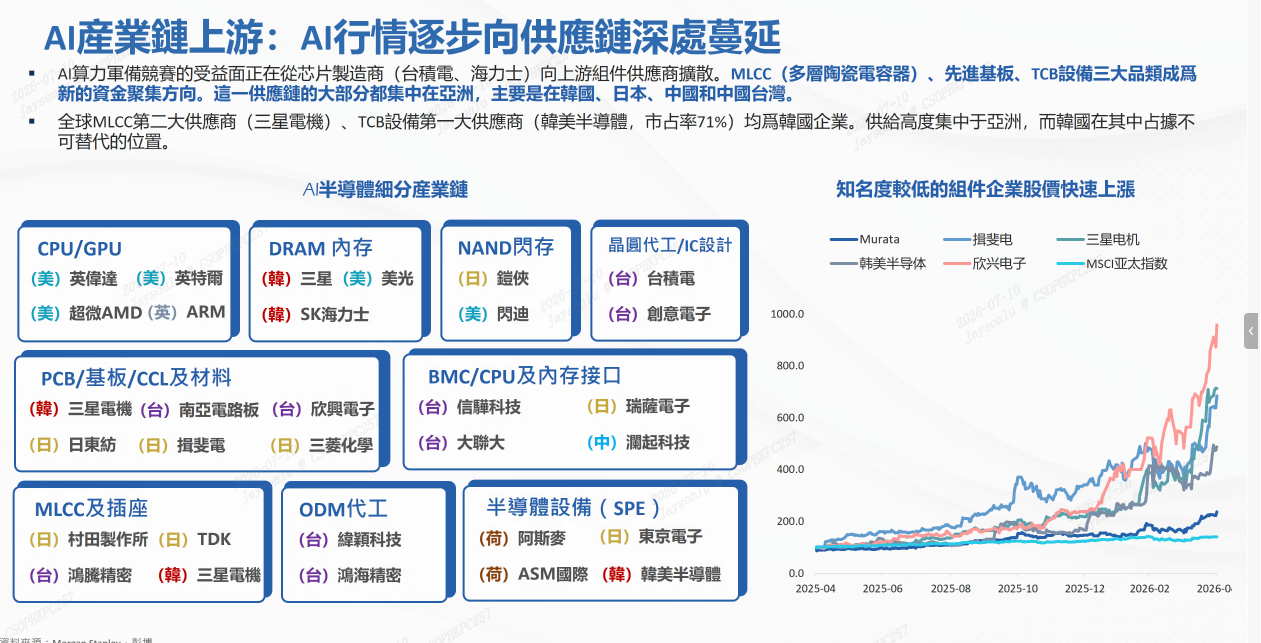 AI産業鏈上游：AI行情逐步向供應鏈深處蔓延
▪ AI算力軍備競賽的受益面正在從芯片製造商（台積電、海力士）向上游組件供應商擴散。MLCC（多層陶瓷電容器）、先進基板、TCB設備三大品類成爲
新的資金聚集方向。這一供應鏈的大部分都集中在亞洲，主要是在韓國、日本、中國和中國台灣。
▪ 全球MLCC第二大供應商（三星電機）、TCB設備第一大供應商（韓美半導體，市占率71%）均爲韓國企業。供給高度集中于亞洲，而韓國在其中占據不
可替代的位置。
AI半導體細分産業鏈
CPU/GPU
（美） 英偉達 （美） 英特爾
（美） 超微AMD （英） ARM
DRAM 內存
（韓） 三星 （美） 美光
（韓） SK海力士
NAND閃存
（日） 鎧俠
（美） 閃迪
晶圓代工/IC設計
（台） 台積電
（台） 創意電子
PCB/基板/CCL及材料
（韓） 三星電機 （台） 南亞電路板 （台） 欣興電子
（日） 日東紡 （日） 揖斐電 （日） 三菱化學
BMC/CPU及內存接口
（台） 信驊科技 （日） 瑞薩電子
（台） 大聯大 （中） 瀾起科技
MLCC及插座
（日） 村田製作所 （日） TDK
（台） 鴻騰精密 （韓） 三星電機
ODM代工
（台） 緯穎科技
（台） 鴻海精密
半導體設備（SPE）
（荷） 阿斯麥 （日） 東京電子
（荷） ASM國際 （韓） 韓美半導體
知名度較低的組件企業股價快速上漲
Murata 揖斐电 三星电机
韩美半导体 欣兴电子 MSCI亚太指数
1000.0
800.0
600.0
400.0
200.0
0.0
2025-04 2025-06 2025-08 2025-10 2025-12 2026-02 2026-0
2026-07-10
Jaysonlu @ CSOPHKPC257